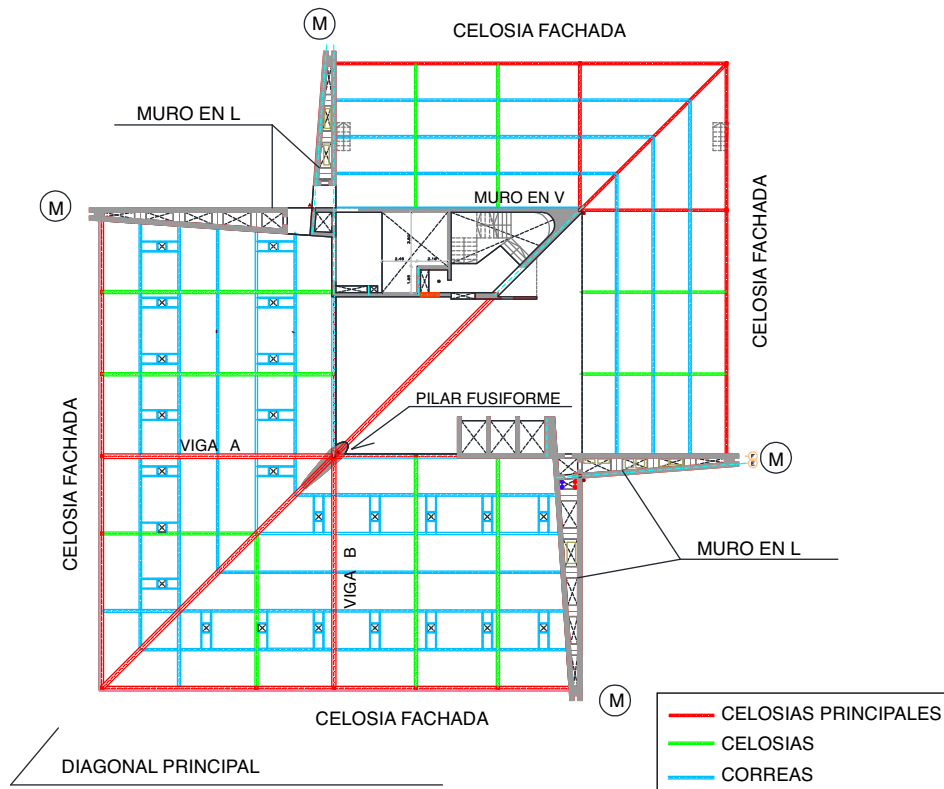 M
CELOSIA FACHADA
MURO EN L
M
MURO EN V
CELOSIA FACHADA
PILAR FUSIFORME
VIGA A
CELOSIA FACHADA
M
VIGA B
MURO EN L
M
CELOSIA FACHADA
CELOSIAS PRINCIPALES
CELOSIAS
CORREAS
DIAGONAL PRINCIPAL